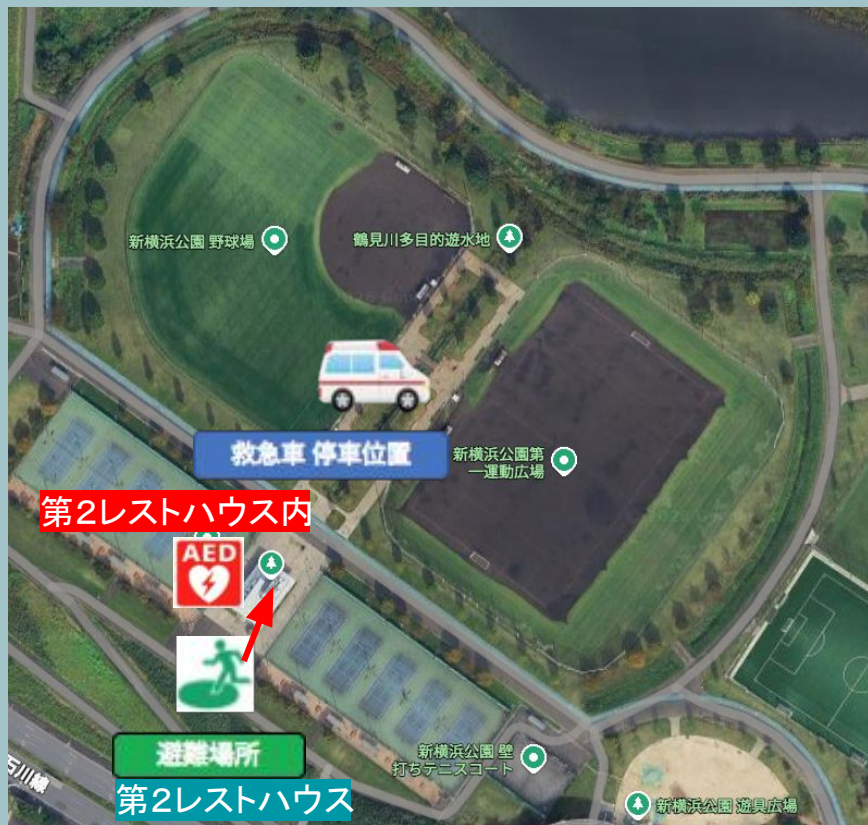 新横浜公園 野球場
鶴見川多目的遊水地
救急車 停車位置
新横浜公園第
一運動広場
第2レストハウス内
AED
避難場所
第2レストハウス
新横浜公園 壁
打ちテニスコート
石川線
新横浜公園 遊具広場